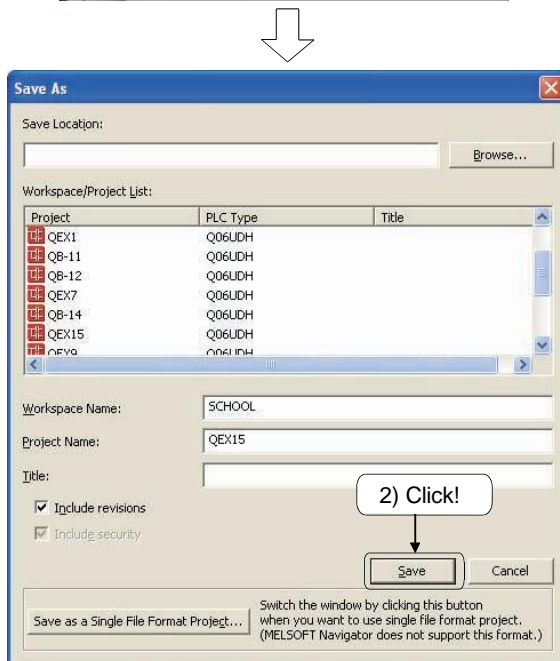 Save As
Save Location:
Browse...
Workspace/Project List:
Project PLC Type Title
QEX1 Q06UDH
QB-11 Q06UDH
QB-12 Q06UDH
QEX7 Q06UDH
QB-14 Q06UDH
QEX15 Q06UDH
QEX9 Q06UDH
Workspace Name: SCHOOL
Project Name: QEX15
Title:
2) Click!
Include revisions
Include security
Save Cancel
Save as a Single File Format Project...
Switch the window by clicking this button
when you want to use single file format project.
(MELSOFT Navigator does not support this format.)